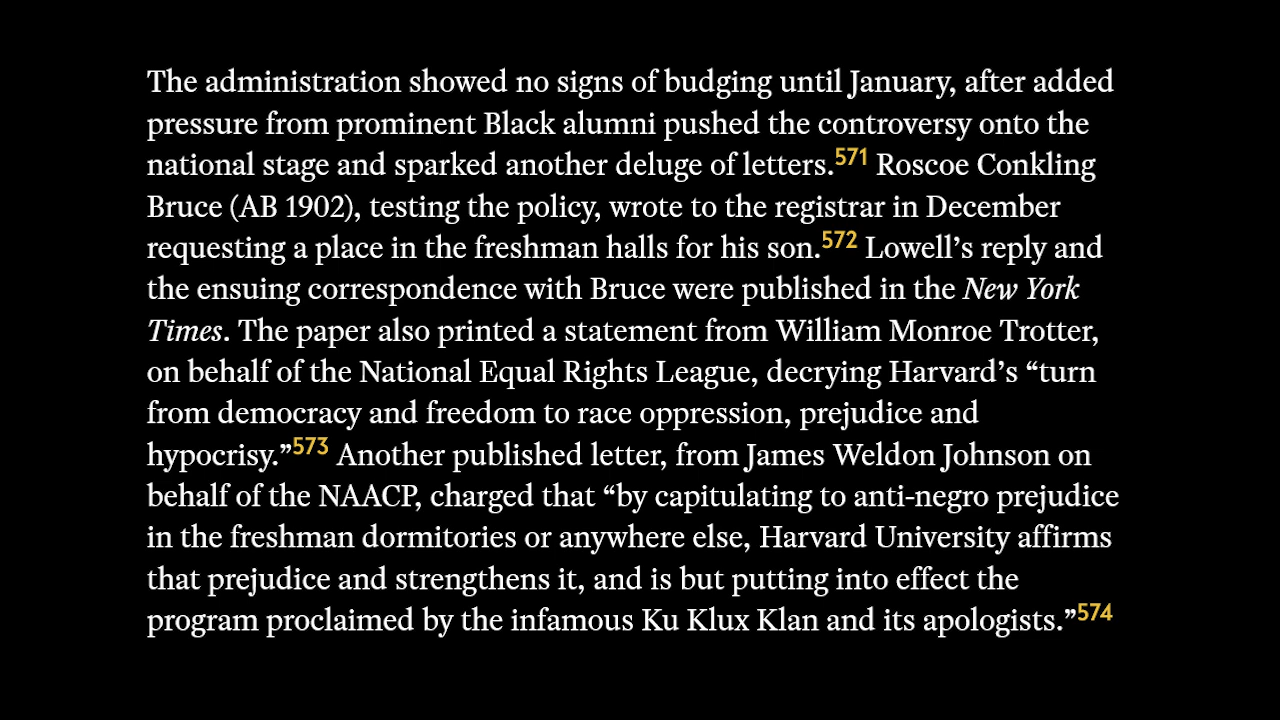 The administration showed no signs of budging until January, after added
pressure from prominent Black alumni pushed the controversy onto the
national stage and sparked another deluge of letters.571 Roscoe Conkling
Bruce (AB 1902), testing the policy, wrote to the registrar in December
requesting a place in the freshman halls for his son.572 Lowell’s reply and
the ensuing correspondence with Bruce were published in the New York
Times. The paper also printed a statement from William Monroe Trotter,
on behalf of the National Equal Rights League, decrying Harvard’s “turn
from democracy and freedom to race oppression, prejudice and
hypocrisy.”573 Another published letter, from James Weldon Johnson on
behalf of the NAACP, charged that “by capitulating to anti-negro prejudice
in the freshman dormitories or anywhere else, Harvard University affirms
that prejudice and strengthens it, and is but putting into effect the
program proclaimed by the infamous Ku Klux Klan and its apologists.”574